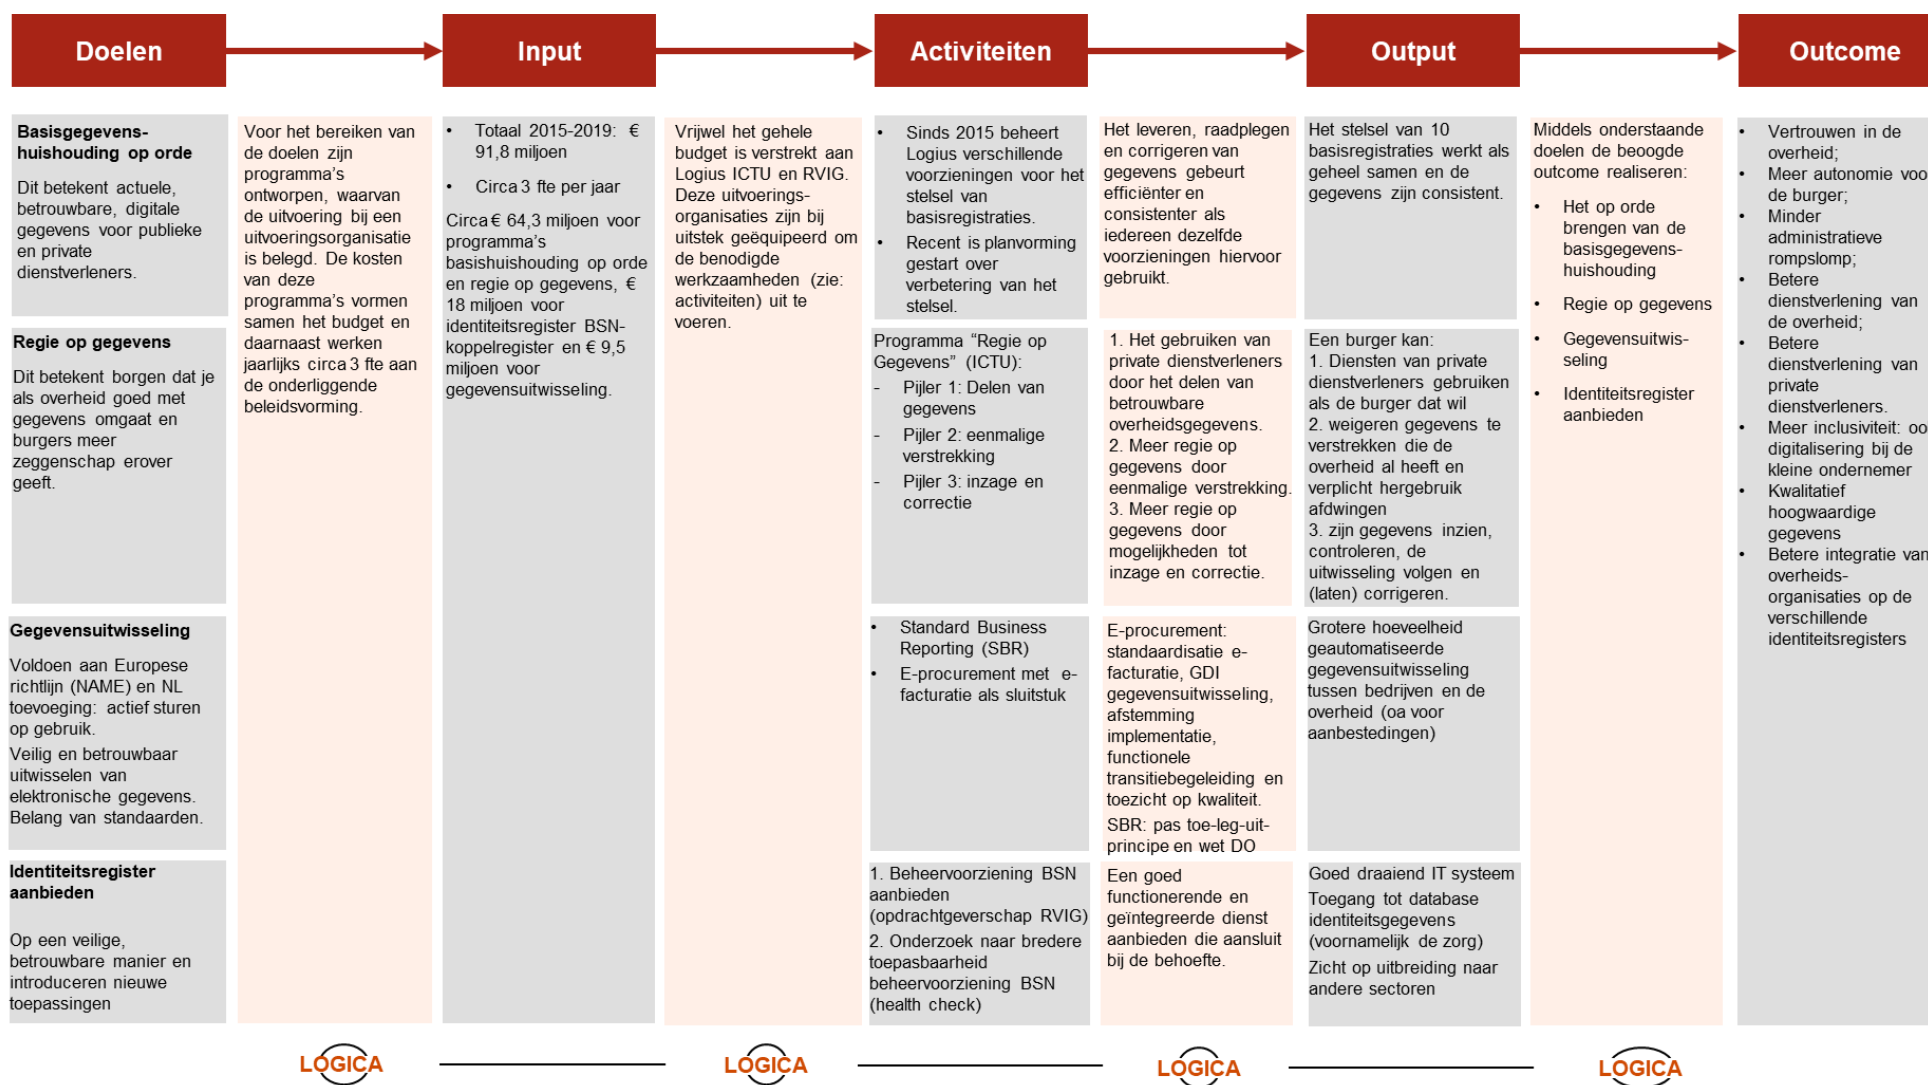 Doelen
Input
Activiteiten
Output
Outcome
Basisgegevens-
huishouding op orde
Dit betekent actuele,
betrouwbare, digitale
gegevens voor publieke
en private
dienstverleners.
Regie op gegevens
Dit betekent borgen dat je
als overheid goed met
gegevens omgaat en
burgers meer
zeggenschap erover
geeft.
Gegevensuitwisseling
Voldoen aan Europese
richtlijn (NAME) en NL
toevoeging: actief sturen
op gebruik.
Veilig en betrouwbaar
uitwisselen van
elektronische gegevens.
Belang van standaarden.
Identiteitsregister
aanbieden
Op een veilige,
betrouwbare manier en
introduceren nieuwe
toepassingen
Voor het bereiken van
de doelen zijn
programma's
ontworpen, waarvan
de uitvoering bij een
uitvoeringsorganisatie
is belegd. De kosten
van deze
programma's vormen
samen het budget en
daarnaast werken
jaarlijks circa 3 fte aan
de onderliggende
beleidsvorming.
• Totaal 2015-2019: €
91,8 miljoen
• Circa 3 fte per jaar
Circa € 64,3 miljoen voor
programma's
basishuishouding op orde
en regie op gegevens, €
18 miljoen voor
identiteitsregister BSN-
koppelregister en € 9,5
miljoen voor
gegevensuitwisseling.
Vrijwel het gehele
budget is verstrekt aan
Logius ICTU en RVIG.
Deze uitvoerings-
organisaties zijn bij
uitstek geëquipeerd om
de benodigde
werkzaamheden (zie:
activiteiten) uit te
voeren.
• Sinds 2015 beheert
Logius verschillende
voorzieningen voor het
stelsel van
basisregistraties.
• Recent is planvorming
gestart over
verbetering van het
stelsel.
Programma “Regie op
Gegevens” (ICTU):
- Pijler 1: Delen van
gegevens
- Pijler 2: eenmalige
verstrekking
- Pijler 3: inzage en
correctie
• Standard Business
Reporting (SBR)
• E-procurement met e-
facturatie als sluitstuk
1. Beheervoorziening BSN
aanbieden
(opdrachtgeverschap RVIG)
2. Onderzoek naar bredere
toepasbaarheid
beheervoorziening BSN
(health check)
Het leveren, raadplegen
en corrigeren van
gegevens gebeurt
efficiënter en
consistenter als
iedereen dezelfde
voorzieningen hiervoor
gebruikt.
1. Het gebruiken van
private dienstverleners
door het delen van
betrouwbare
overheidsgegevens.
2. Meer regie op
gegevens door
eenmalige verstrekking.
3. Meer regie op
gegevens door
mogelijkheden tot
inzage en correctie.
E-procurement:
standaardisatie e-
facturatie, GDI
gegevensuitwisseling,
afstemming
implementatie,
functionele
transitiebegeleiding en
toezicht op kwaliteit.
SBR: pas toe-leg-uit-
principe en wet DO
Een goed
functionerende en
geïntegreerde dienst
aanbieden die aansluit
bij de behoefte.
Het stelsel van 10
basisregistraties werkt als
geheel samen en de
gegevens zijn consistent.
Een burger kan:
1. Diensten van private
dienstverleners gebruiken
als de burger dat wil
2. weigeren gegevens te
verstrekken die de
overheid al heeft en
verplicht hergebruik
afdwingen
3. zijn gegevens inzien,
controleren, de
uitwisseling volgen en
(laten) corrigeren.
Grotere hoeveelheid
geautomatiseerde
gegevensuitwisseling
tussen bedrijven en de
overheid (oa voor
aanbestedingen)
Goed draaiend IT systeem
Toegang tot database
identiteitsgegevens
(voornamelijk de zorg)
Zicht op uitbreiding naar
andere sectoren
Middels onderstaande
doelen de beoogde
outcome realiseren:
• Het op orde
brengen van de
basisgegevens-
huishouding
• Regie op gegevens
• Gegevensuitwis-
seling
• Identiteitsregister
aanbieden
• Vertrouwen in de
overheid;
• Meer autonomie voo
de burger;
• Minder
administratieve
rompslomp;
• Betere
dienstverlening van
de overheid;
• Betere
dienstverlening van
private
dienstverleners.
• Meer inclusiviteit: oo
digitalisering bij de
kleine ondernemer
• Kwalitatief
hoogwaardige
gegevens
• Betere integratie van
overheids-
organisaties op de
verschillende
identiteitsregisters
LOGICA
LOGICA
LOGICA
LOGICA